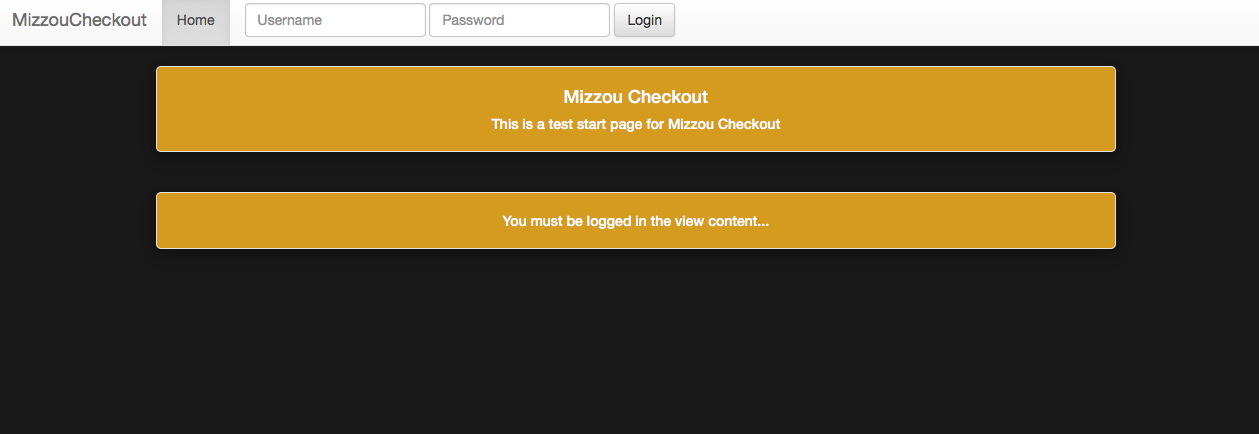 MizzouCheckout Home Username Password Login
Mizzou Checkout
This is a test start page for Mizzou Checkout
You must be logged in the view content...